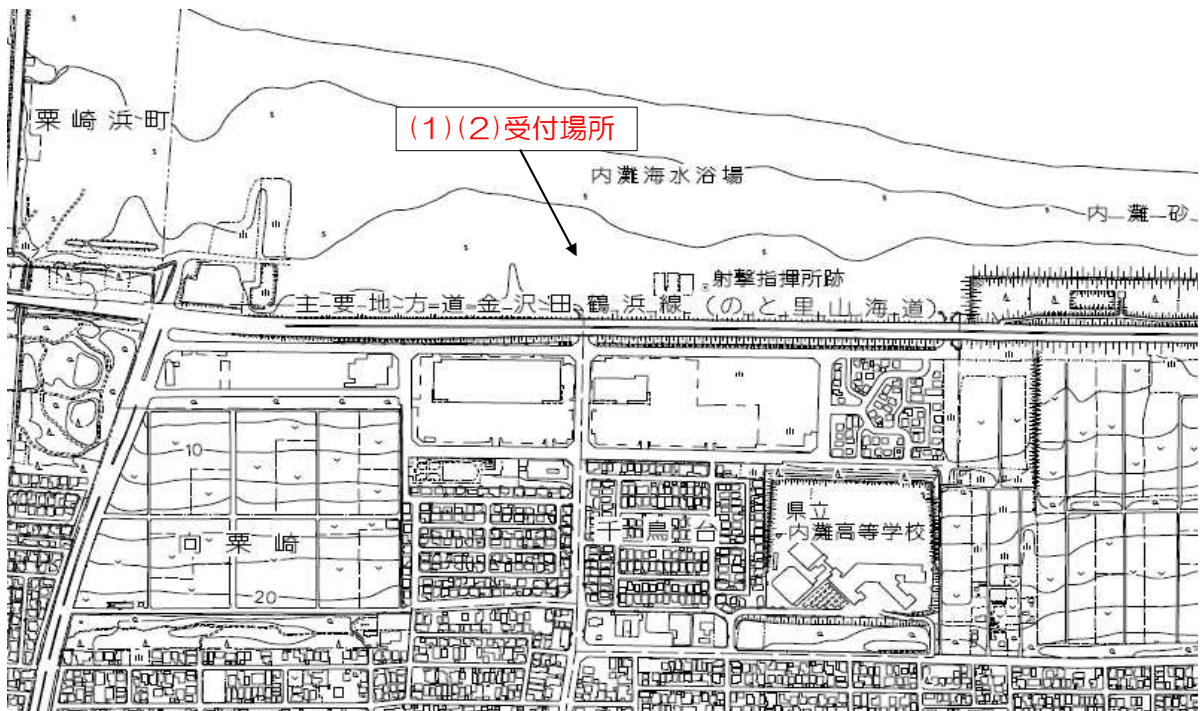 粟崎浜町
(1)(2)受付場所
内灘海水浴場
内灘砂
射撃指揮所跡
主要地方道金沢田鶴浜線(のと里山海道)
10
県立
内灘高等学校
千鳥台
向粟崎
20